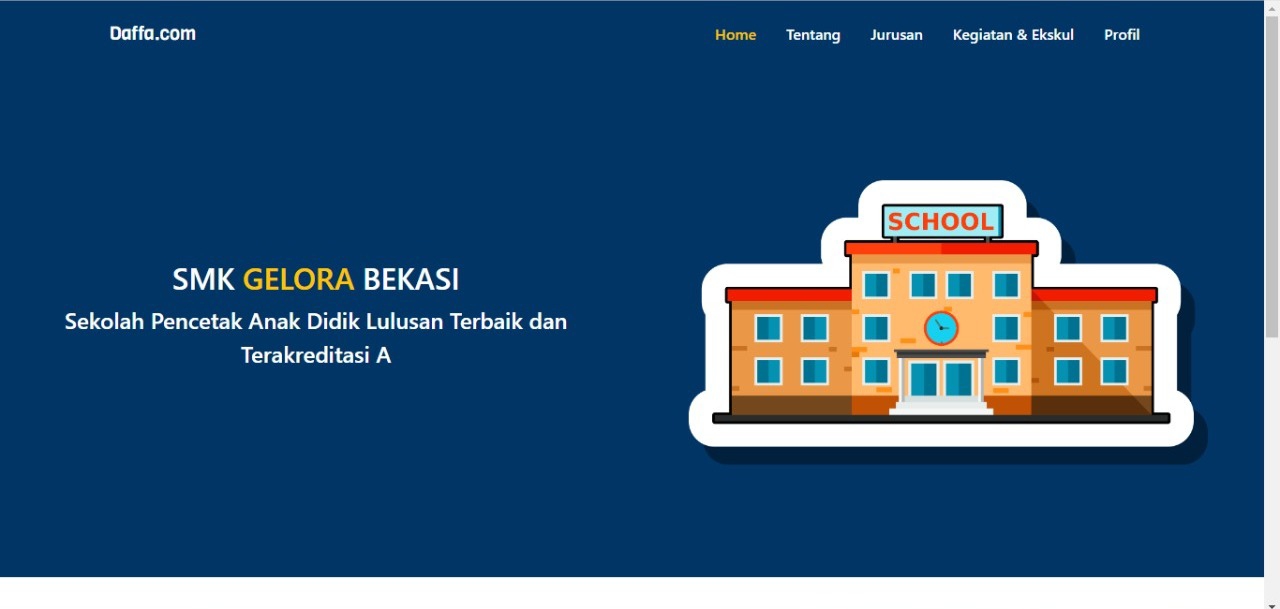 Daffa.com
Home Tentang Jurusan Kegiatan & Ekskul Profil
SCHOOL
SMK GELORA BEKASI
Sekolah Pencetak Anak Didik Lulusan Terbaik dan
Terakreditasi A